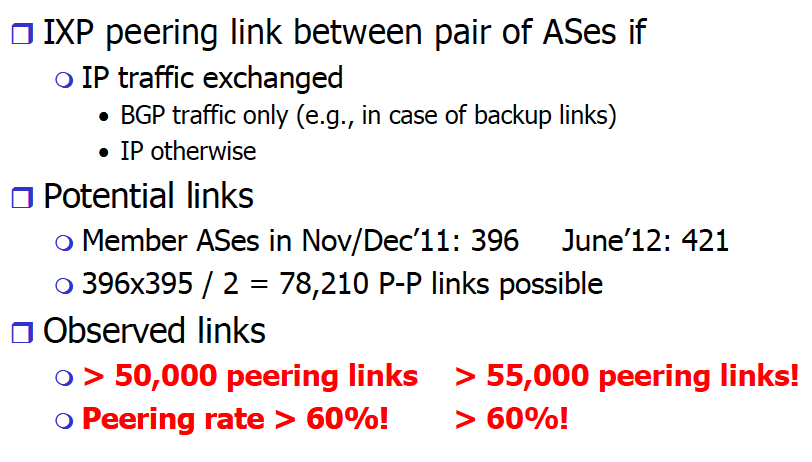 IXP peering link between pair of ASes if
IP traffic exchanged
BGP traffic only (e.g., in case of backup links)
IP otherwise
Potential links
Member ASes in Nov/Dec’11: 396 June’12: 421
396x395 / 2 = 78,210 P-P links possible
Observed links
> 50,000 peering links > 55,000 peering links!
Peering rate > 60%! > 60%!